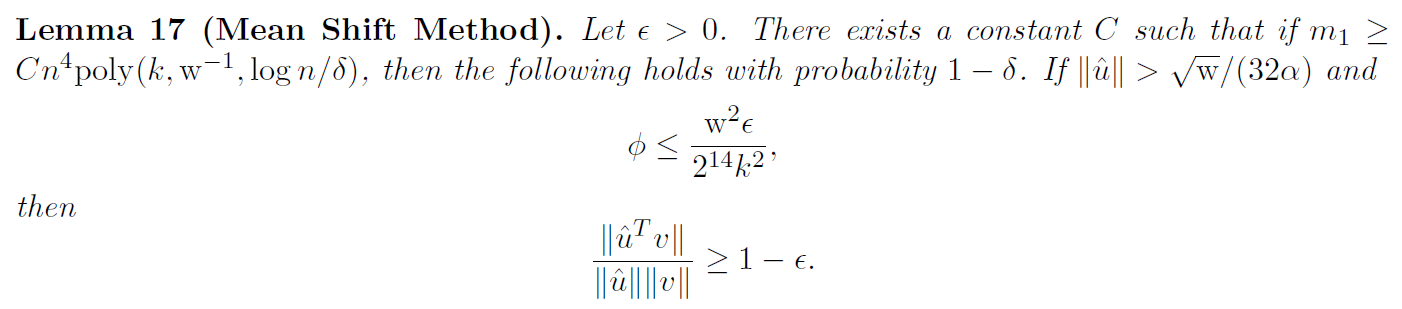 Lemma 17 (Mean Shift Method). Let ϵ > 0. There exists a constant C such that if m₁ ≥
Cn⁴poly(k, w⁻¹, log n/δ), then the following holds with probability 1 − δ. If ‖û‖ > √w/(32α) and
ϕ ≤ w²ϵ / 2¹⁴k²,
then
‖ûᵀv‖ / ‖û‖‖v‖ ≥ 1 − ϵ.